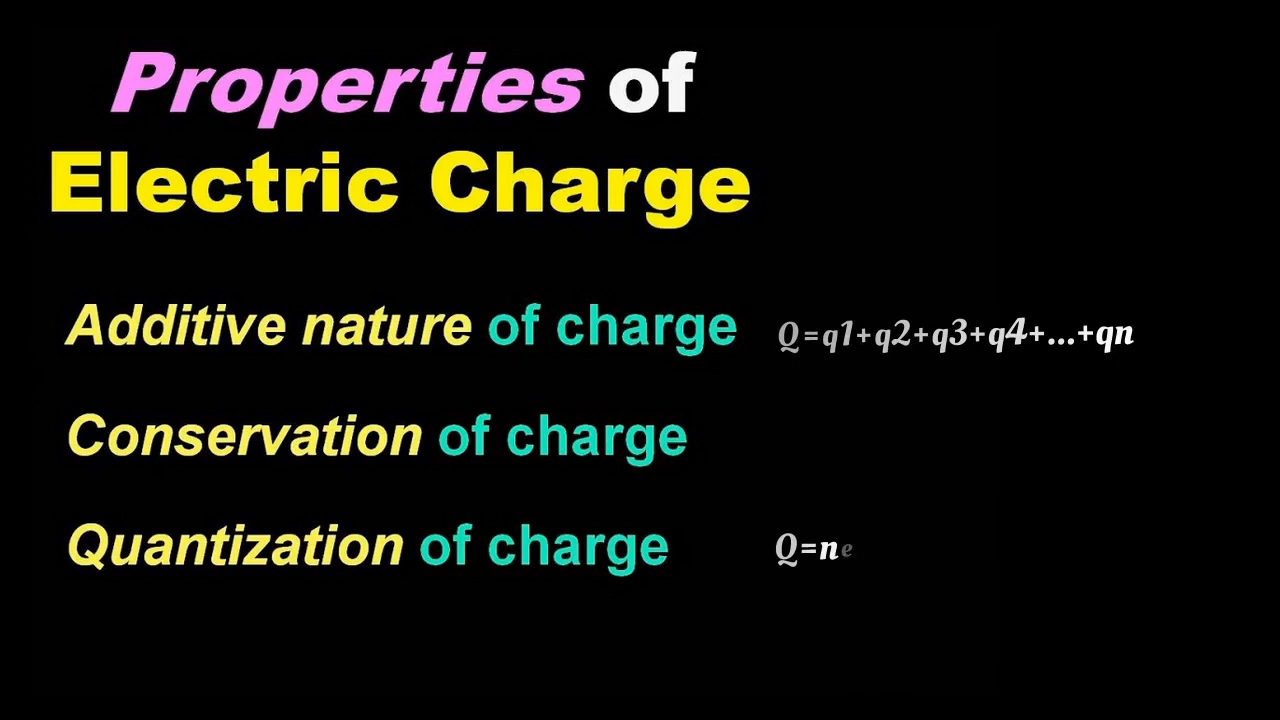 Properties of
Electric Charge
Additive nature of charge Q=q1+q2+q3+q4+...+qn
Conservation of charge
Quantization of charge Q=ne